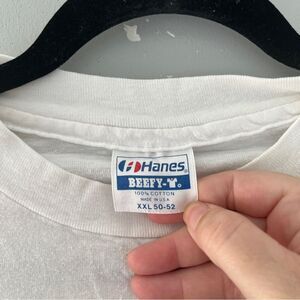 Hanes
BEEFY-T®
100% COTTON
MADE IN U.S.A.
XXL 50-52